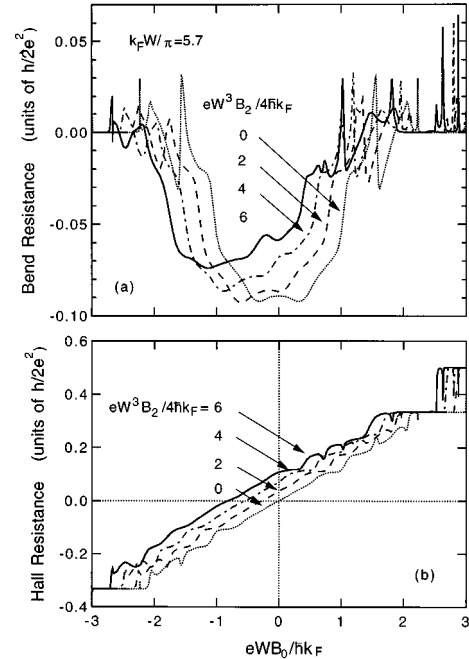 0.05
0.00
-0.05
-0.10
Bend Resistance (units of h/2e²)
k_FW/π=5.7
eW³B₂/4ħk_F
0
2
4
6
(a)
0.6
0.4
0.2
0.0
-0.2
-0.4
Hall Resistance (units of h/2e²)
eW³B₂/4ħk_F = 6
4
2
0
(b)
-3 -2 -1 0 1 2 3
eWB₀/ħk_F